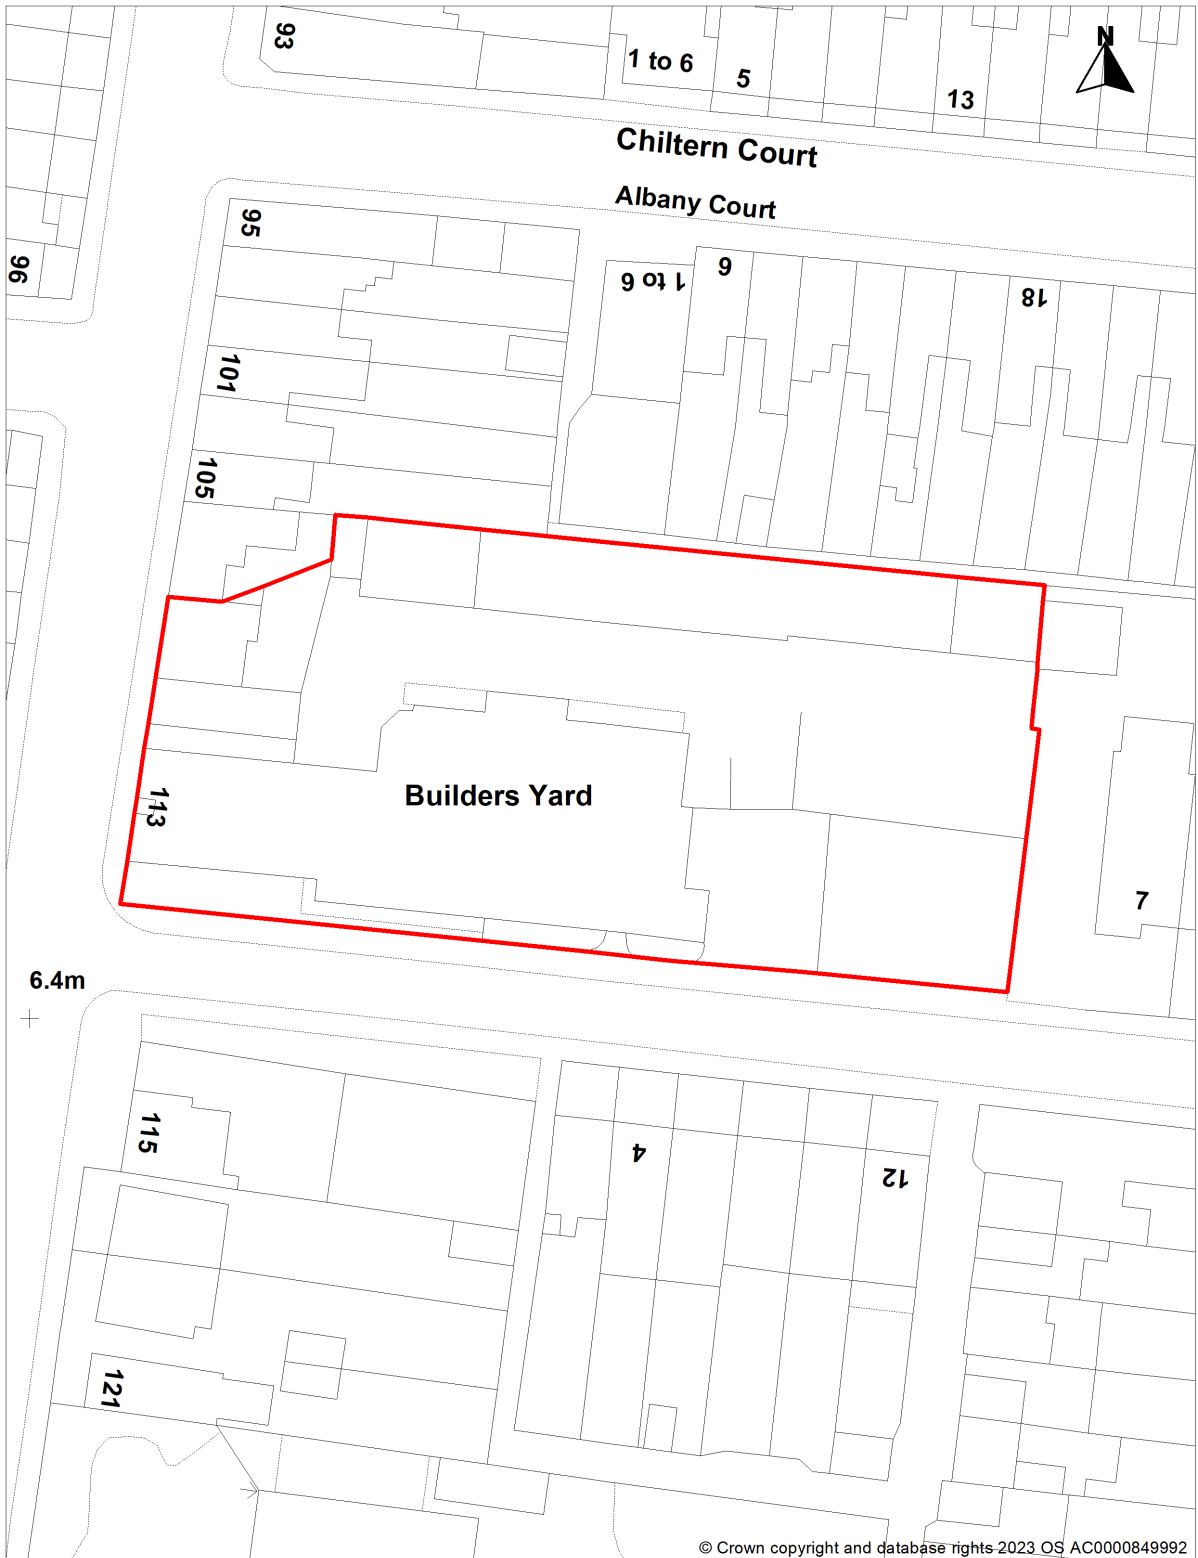 93
N
1 to 6
5
13
Chiltern Court
Albany Court
95
96
1 to 6
6
18
101
105
Builders Yard
113
7
6.4m
115
4
12
121
© Crown copyright and database rights 2023 OS AC0000849992